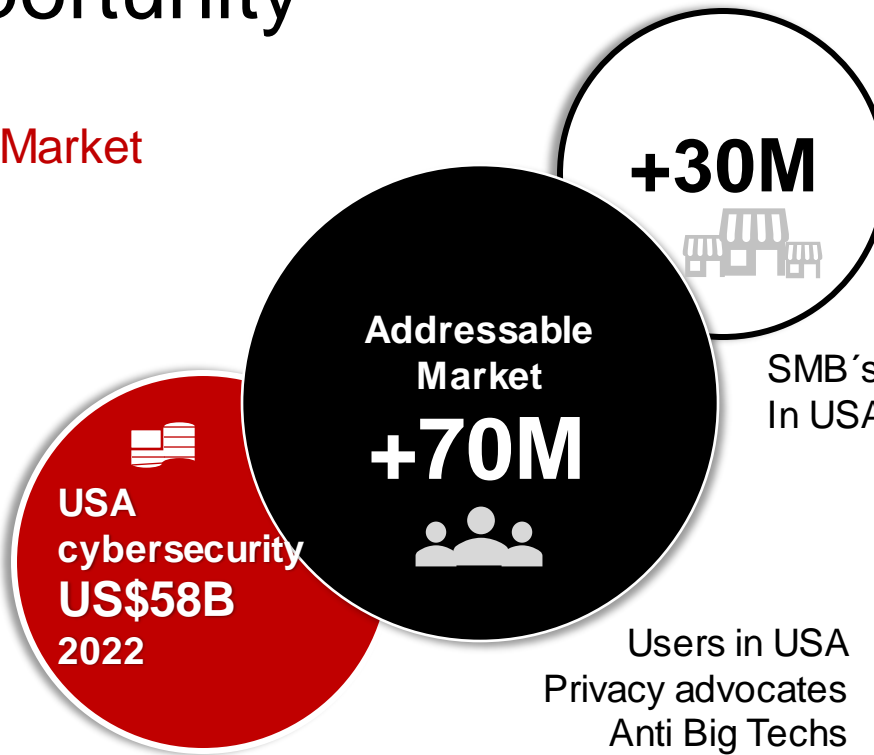 portunity
Market
+30M
Addressable
Market
+70M
SMB´s
In USA
USA
cybersecurity
US$58B
2022
Users in USA
Privacy advocates
Anti Big Techs